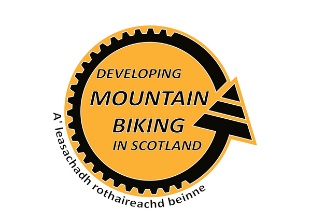 DEVELOPING
MOUNTAIN
BIKING
IN SCOTLAND
A' leasachadh rothaireachd beinne